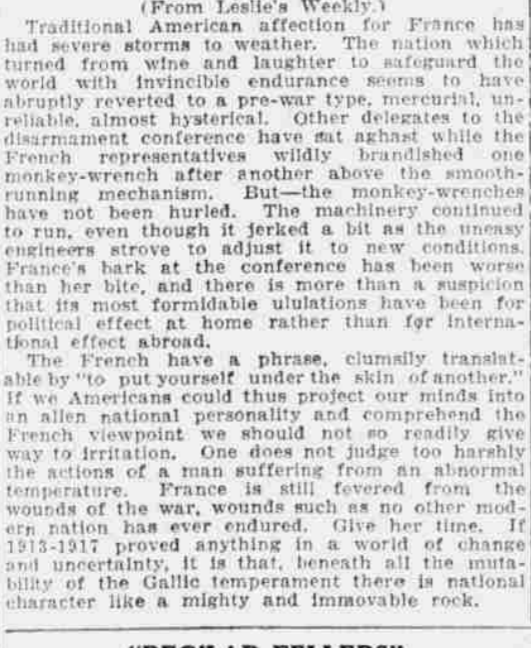 (From Leslie's Weekly.)
Traditional American affection for France has
had severe storms to weather. The nation which
turned from wine and laughter to safeguard the
world with invincible endurance seems to have
abruptly reverted to a pre-war type, mercurial, un-
reliable, almost hysterical. Other delegates to the
disarmament conference have sat aghast while the
French representatives wildly brandished one
monkey-wrench after another above the smooth-
running mechanism. But—the monkey-wrenches
have not been hurled. The machinery continued
to run, even though it jerked a bit as the uneasy
engineers strove to adjust it to new conditions.
France's bark at the conference has been worse
than her bite, and there is more than a suspicion
that its most formidable ululations have been for
political effect at home rather than for interna-
tional effect abroad.
The French have a phrase, clumsily translat-
able by "to put yourself under the skin of another."
If we Americans could thus project our minds into
an alien national personality and comprehend the
French viewpoint we should not so readily give
way to irritation. One does not judge too harshly
the actions of a man suffering from an abnormal
temperature. France is still fevered from the
wounds of the war, wounds such as no other mod-
ern nation has ever endured. Give her time. If
1913-1917 proved anything in a world of change
and uncertainty, it is that, beneath all the muta-
bility of the Gallic temperament there is national
character like a mighty and immovable rock.